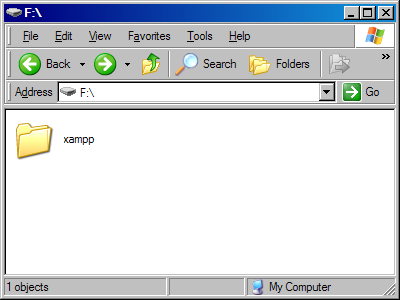 F:\
File Edit View Favorites Tools Help
Back Search Folders »
Address F:\ Go
xampp
1 objects My Computer